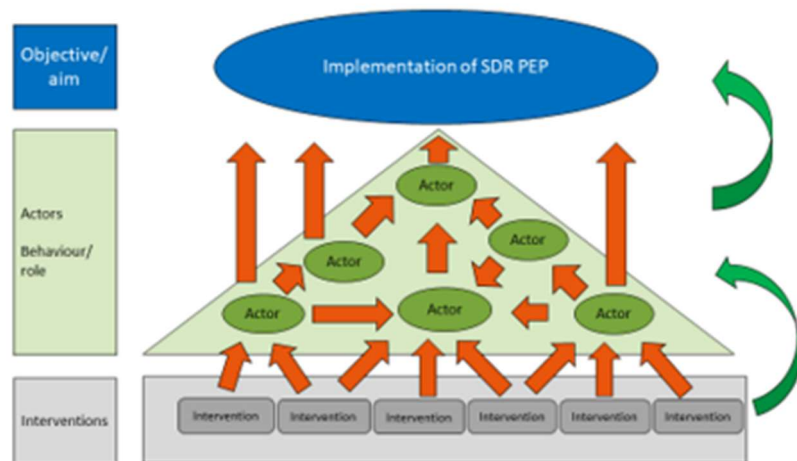 Objective/
aim
Implementation of SDR PEP
Actors
Behaviour/
role
Actor
Actor
Actor
Actor
Actor
Actor
Interventions
Intervention
Intervention
Intervention
Intervention
Intervention
Intervention